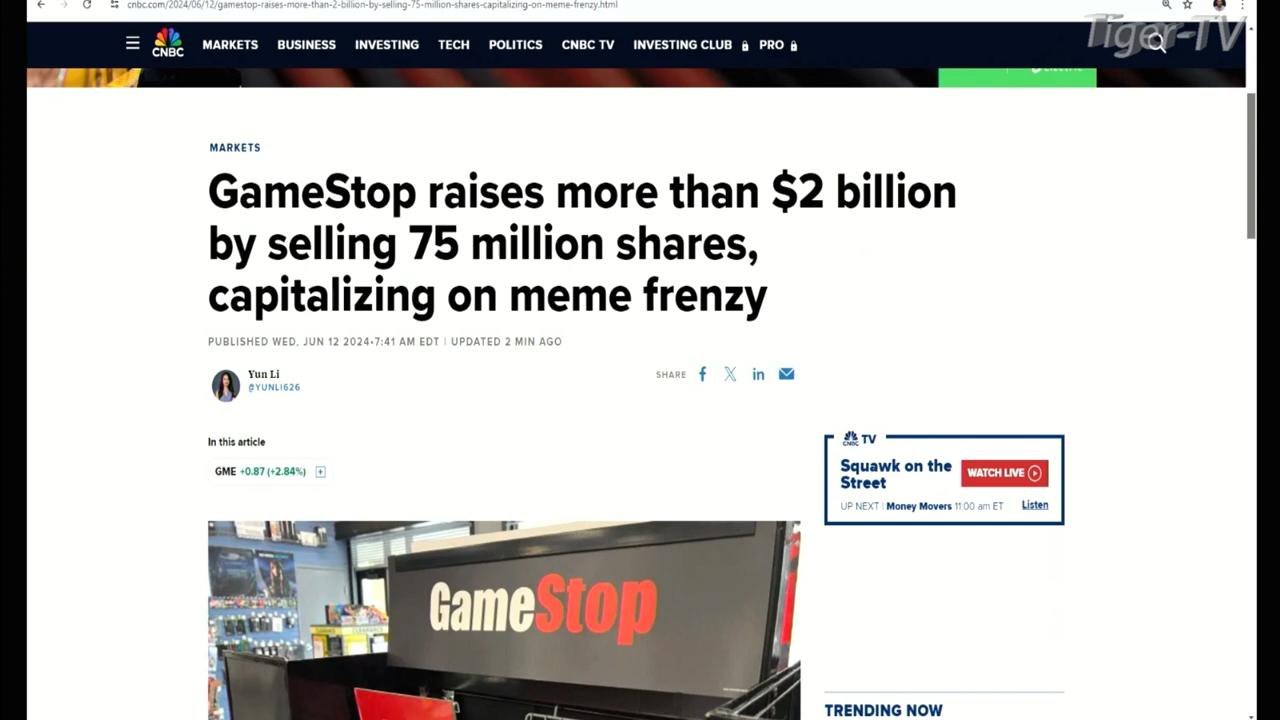 cnbc.com/2024/06/12/gamestop-raises-more-than-2-billion-by-selling-75-million-shares-capitalizing-on-meme-frenzy.html
Tiger-TV
CNBC
MARKETS BUSINESS INVESTING TECH POLITICS CNBC TV INVESTING CLUB PRO
MARKETS
GameStop raises more than $2 billion
by selling 75 million shares,
capitalizing on meme frenzy
PUBLISHED WED, JUN 12 2024•7:41 AM EDT | UPDATED 2 MIN AGO
Yun Li
@YUNLI626
SHARE
In this article
GME +0.87 (+2.84%)
CNBC TV
Squawk on the
Street
WATCH LIVE
UP NEXT | Money Movers 11:00 am ET
Listen
GameStop
TRENDING NOW